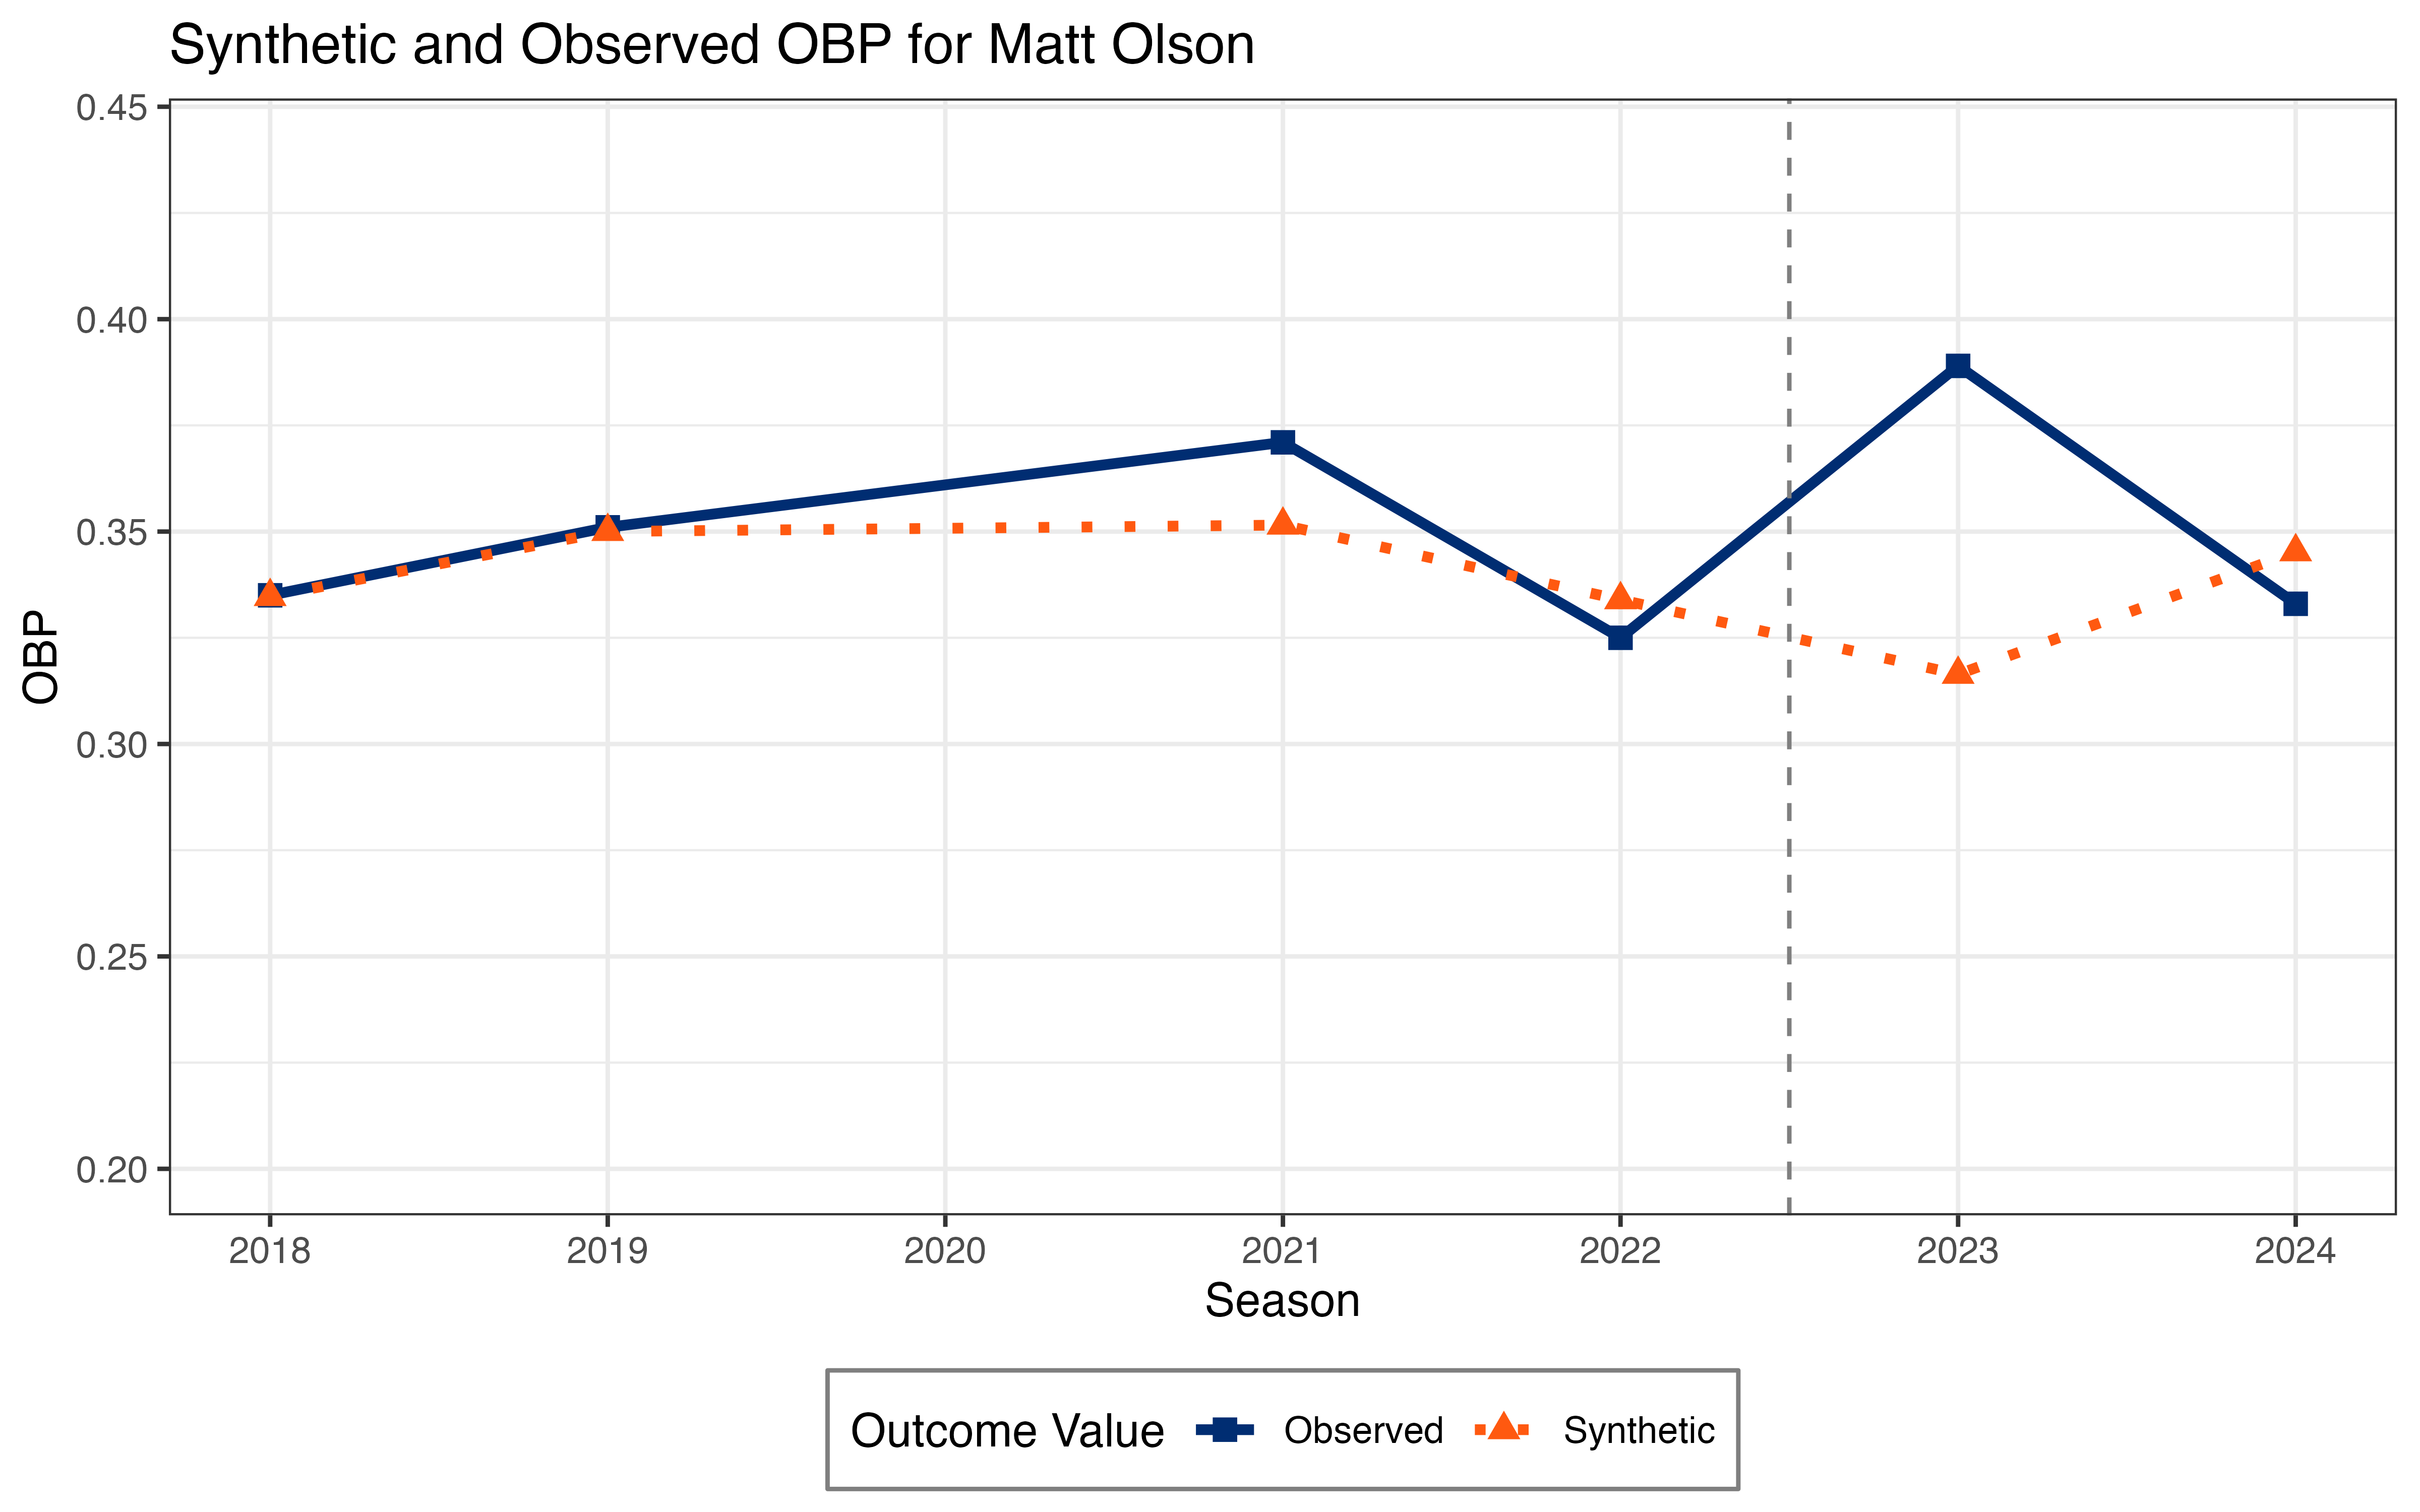 Synthetic and Observed OBP for Matt Olson
0.45
0.40
0.35
0.30
0.25
0.20
OBP
2018 2019 2020 2021 2022 2023 2024
Season
Outcome Value Observed Synthetic